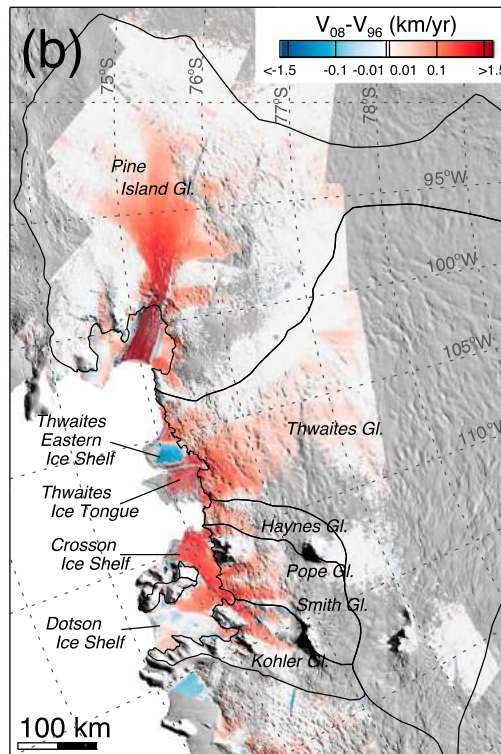 (b)
V08-V96 (km/yr)
<-1.5 -0.1 -0.01 0.01 0.1 >1.5
75°S
76°S
77°S
78°S
Pine
Island Gl.
95°W
100°W
105°W
110°W
Thwaites
Eastern
Ice Shelf
Thwaites Gl.
Thwaites
Ice Tongue
Haynes Gl.
Crosson
Ice Shelf
Pope Gl.
Smith Gl.
Dotson
Ice Shelf
Kohler Gl.
100 km